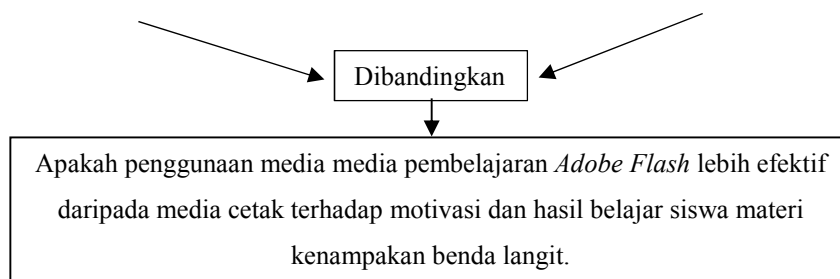 Dibandingkan
Apakah penggunaan media media pembelajaran Adobe Flash lebih efektif
daripada media cetak terhadap motivasi dan hasil belajar siswa materi
kenampakan benda langit.